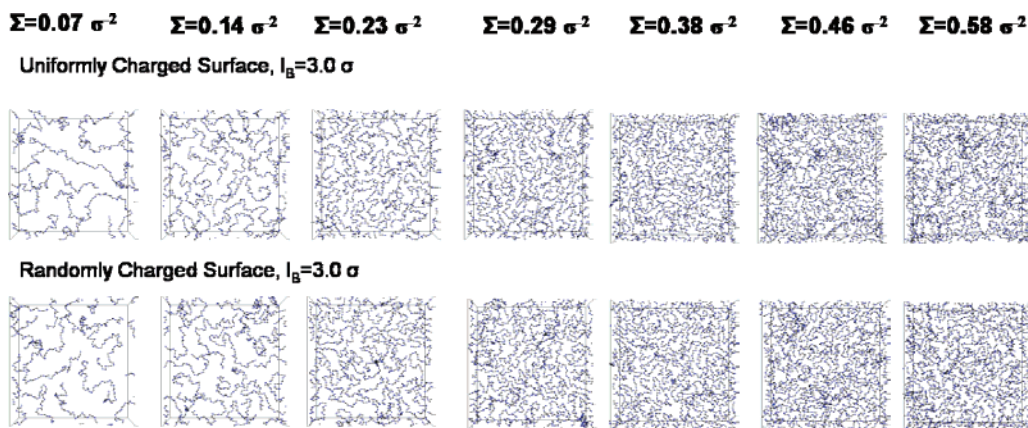 Σ=0.07 σ⁻² Σ=0.14 σ⁻² Σ=0.23 σ⁻² Σ=0.29 σ⁻² Σ=0.38 σ⁻² Σ=0.46 σ⁻² Σ=0.58 σ⁻²
Uniformly Charged Surface, l_B=3.0 σ
Randomly Charged Surface, l_B=3.0 σ